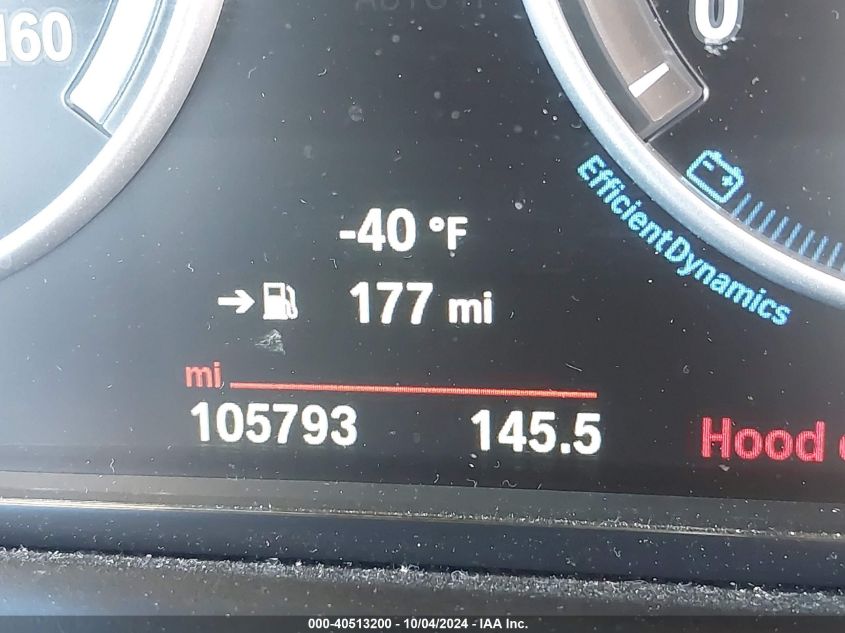 160
0
-40 °F
EfficientDynamics
177 mi
mi
105793 145.5
Hood
000-40513200 - 10/04/2024 - IAA Inc.